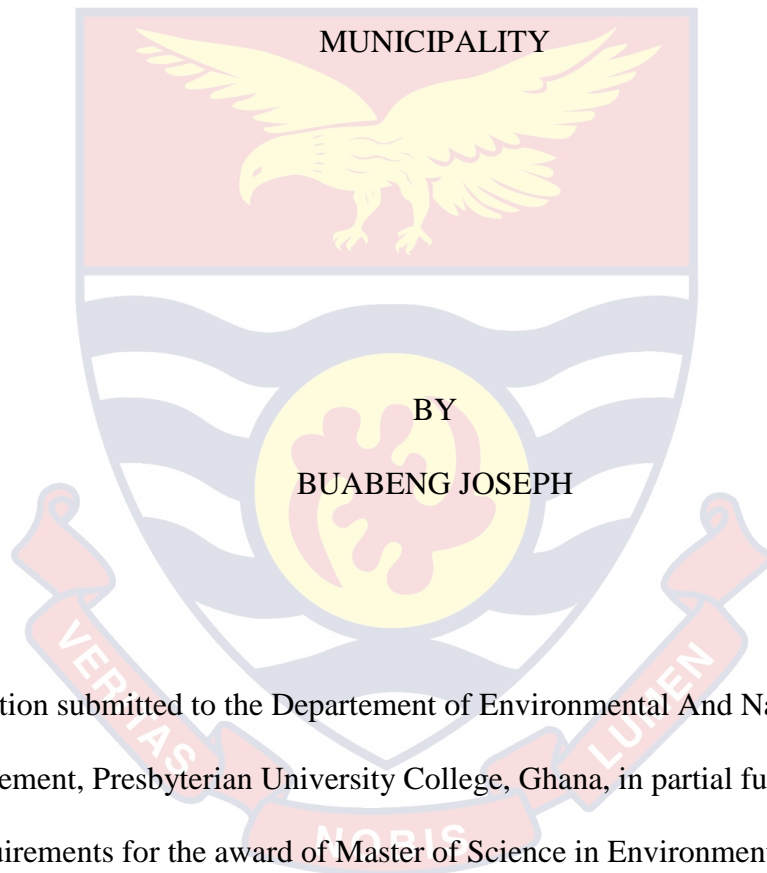 MUNICIPALITY
BY
BUABENG JOSEPH
VERITAS
NOBIS
LUMEN
tion submitted to the Departement of Environmental And Na
ement, Presbyterian University College, Ghana, in partial fu
uirements for the award of Master of Science in Environment